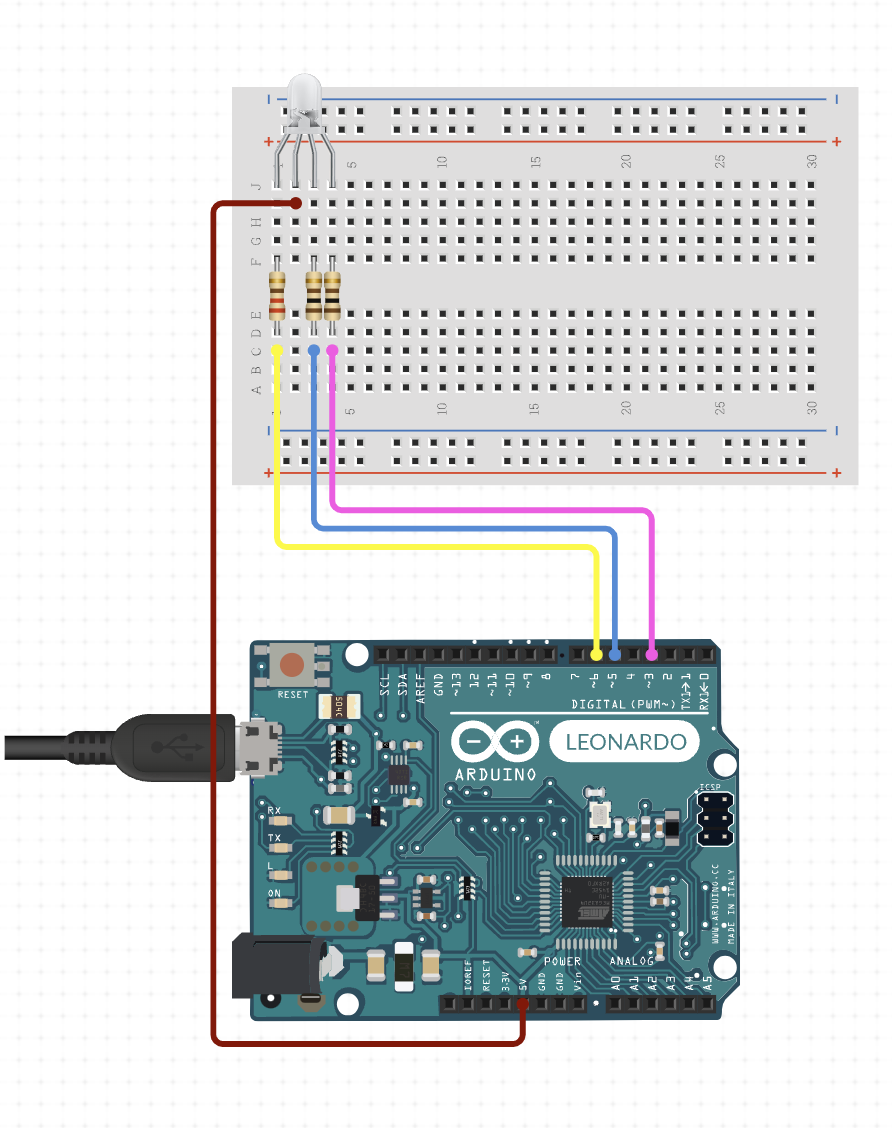 1 5 10 15 20 25 30
J
I
H
G
F
E
D
C
B
A
5 10 15 20 25 30
RESET
SCL
SDA
AREF
GND
~13
12
~11
~10
~9
8
7
~6
~5
4
~3
2
TX→1
RX←0
DIGITAL (PWM~)
ARDUINO
LEONARDO
TM
ICSP
RX
TX
L
ON
ATMEL
WWW.ARDUINO.CC
MADE IN ITALY
POWER
ANALOG
IOREF
RESET
3.3V
5V
GND
GND
Vin
A0
A1
A2
A3
A4
A5